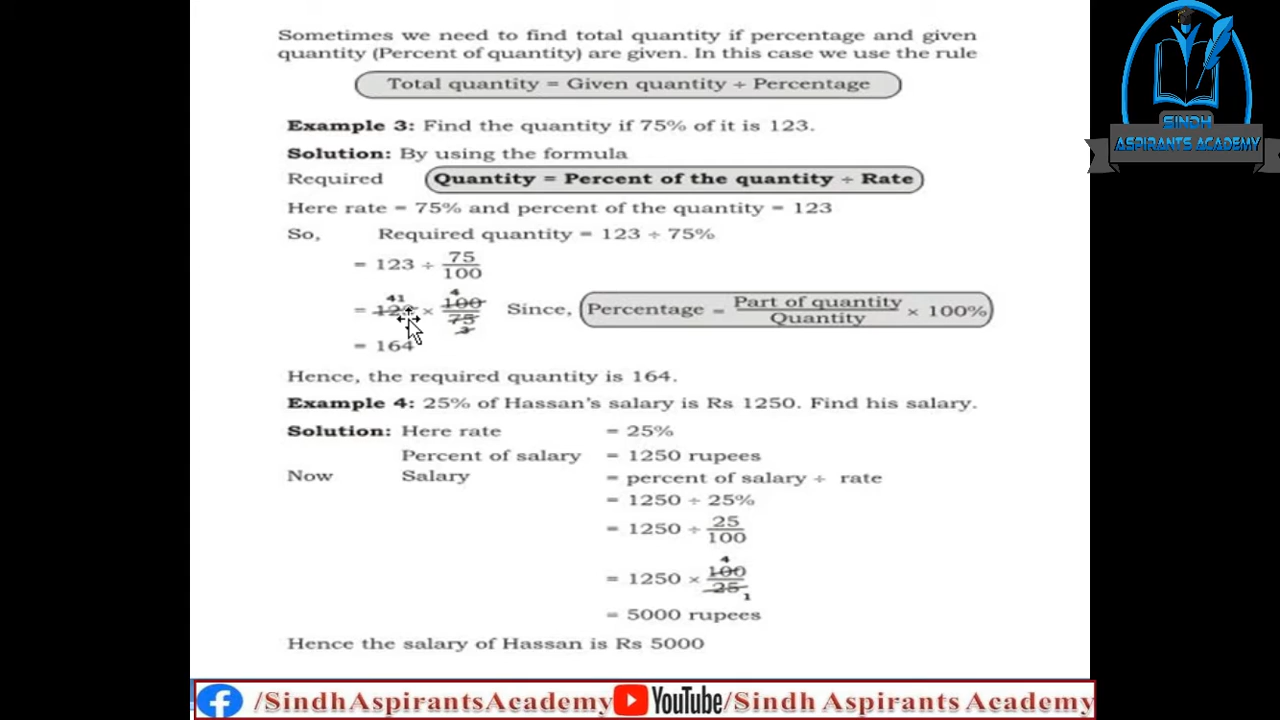 Sometimes we need to find total quantity if percentage and given
quantity (Percent of quantity) are given. In this case we use the rule
Total quantity = Given quantity ÷ Percentage
Example 3: Find the quantity if 75% of it is 123.
Solution: By using the formula
Required Quantity = Percent of the quantity ÷ Rate
Here rate = 75% and percent of the quantity = 123
So, Required quantity = 123 ÷ 75%
= 123 ÷ 75/100
41 4
= 123 × 100/75 Since, Percentage = Part of quantity/Quantity × 100%
3
= 164
Hence, the required quantity is 164.
Example 4: 25% of Hassan's salary is Rs 1250. Find his salary.
Solution: Here rate = 25%
Percent of salary = 1250 rupees
Now Salary = percent of salary ÷ rate
= 1250 ÷ 25%
= 1250 ÷ 25/100
4
= 1250 × 100/25
1
= 5000 rupees
Hence the salary of Hassan is Rs 5000
SINDH
ASPIRANTS ACADEMY
/SindhAspirantsAcademy YouTube/Sindh Aspirants Academy